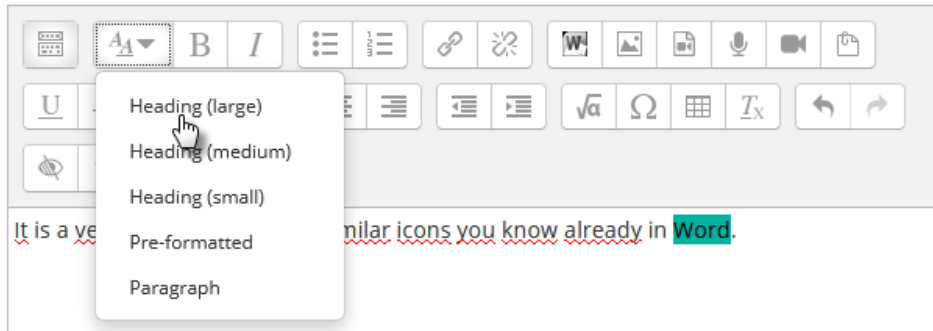 B I
W
U √α Ω Tx
Heading (large)
Heading (medium)
Heading (small)
It is a ve milar icons you know already in Word.
Pre-formatted
Paragraph